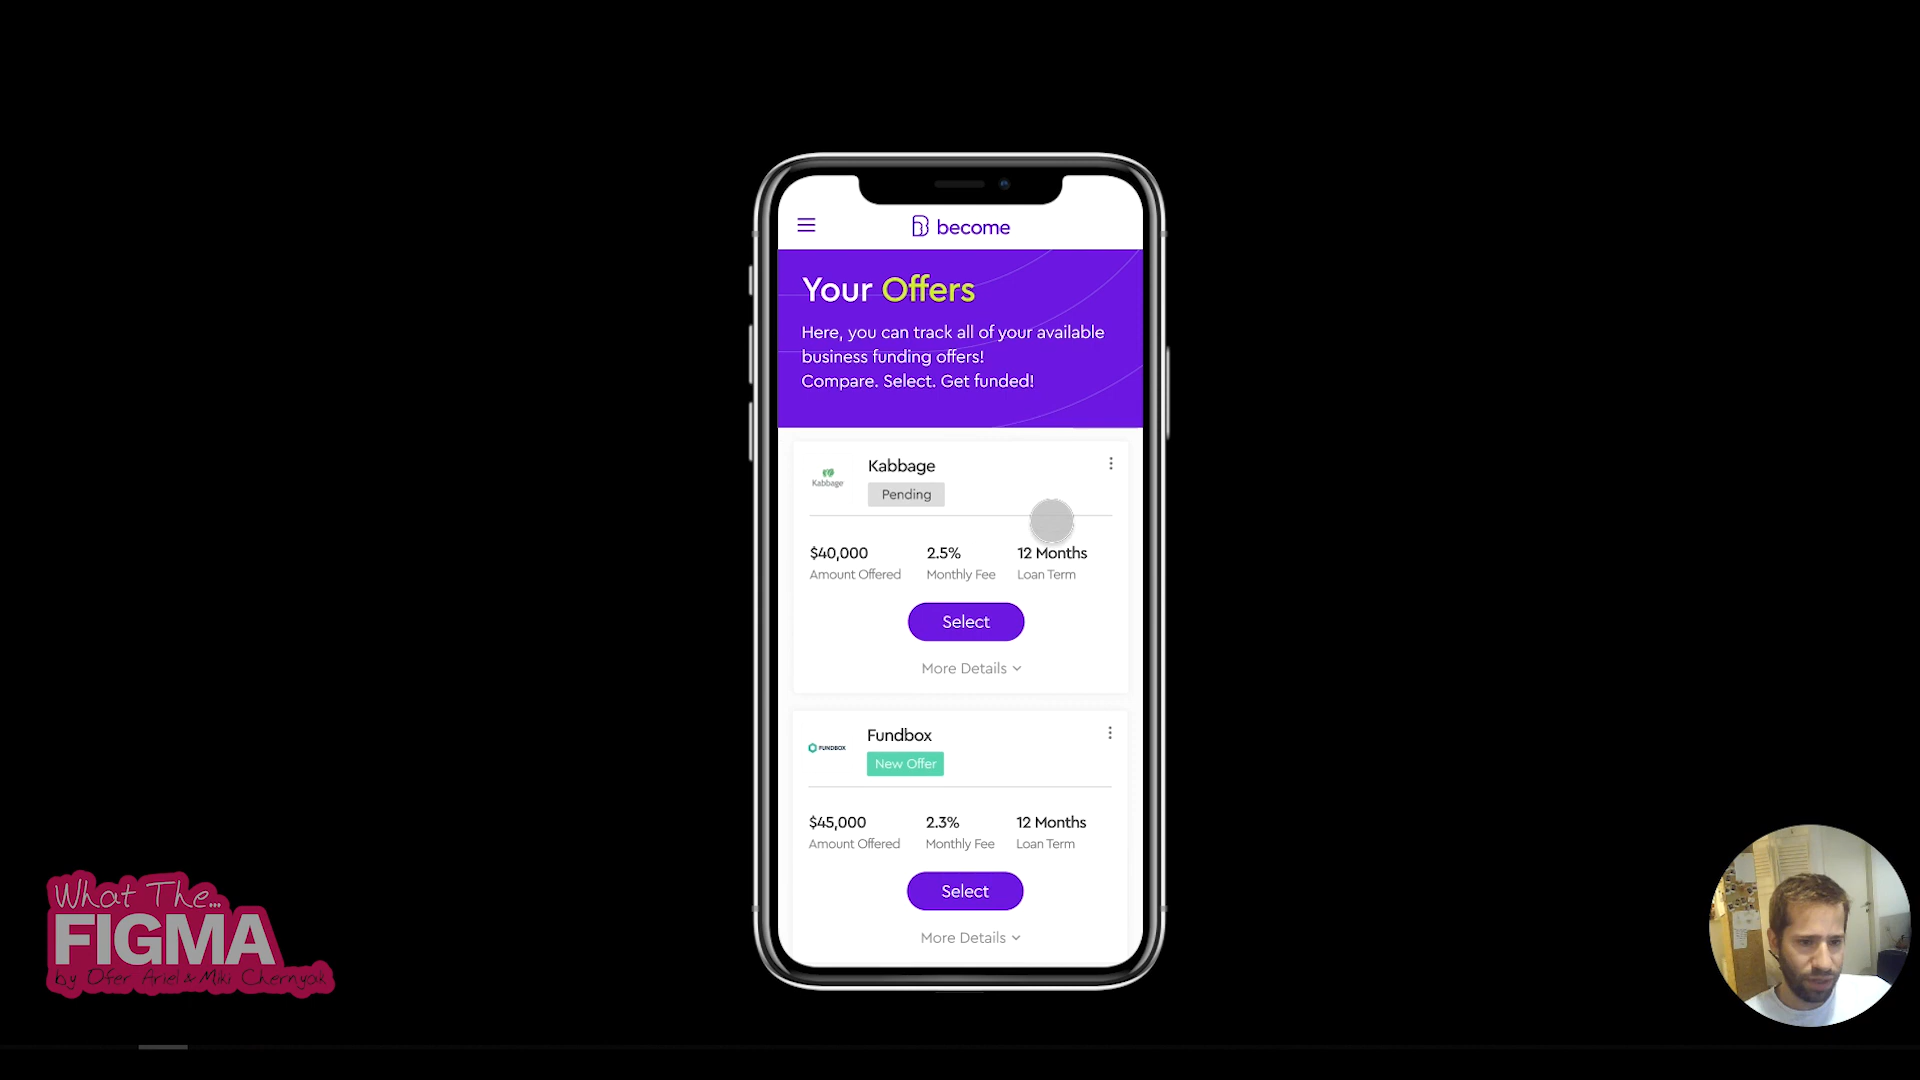 become
Your Offers
Here, you can track all of your available
business funding offers!
Compare. Select. Get funded!
Kabbage
Kabbage
Pending
$40,000 2.5% 12 Months
Amount Offered Monthly Fee Loan Term
Select
More Details
FUNDBOX
Fundbox
New Offer
$45,000 2.3% 12 Months
Amount Offered Monthly Fee Loan Term
Select
More Details
What The...
FIGMA
by Ofer Ariel & Miki Chernyak